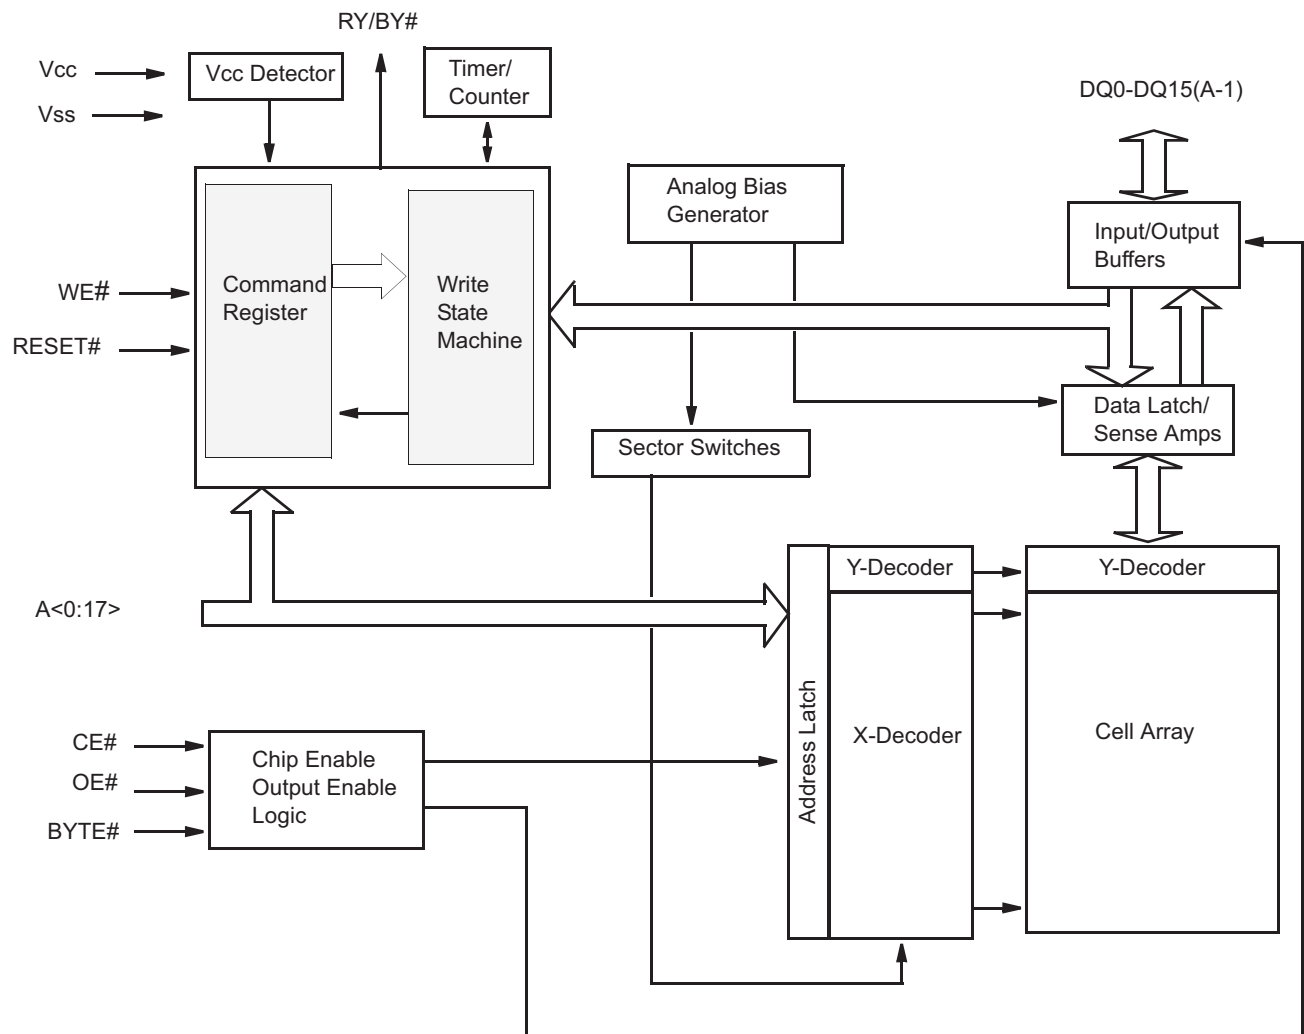 RY/BY#
Vcc
Vss
Vcc Detector
Timer/
Counter
DQ0-DQ15(A-1)
Analog Bias
Generator
Input/Output
Buffers
WE#
RESET#
Command
Register
Write
State
Machine
Data Latch/
Sense Amps
Sector Switches
A<0:17>
Y-Decoder
Y-Decoder
Address Latch
X-Decoder
Cell Array
CE#
OE#
BYTE#
Chip Enable
Output Enable
Logic